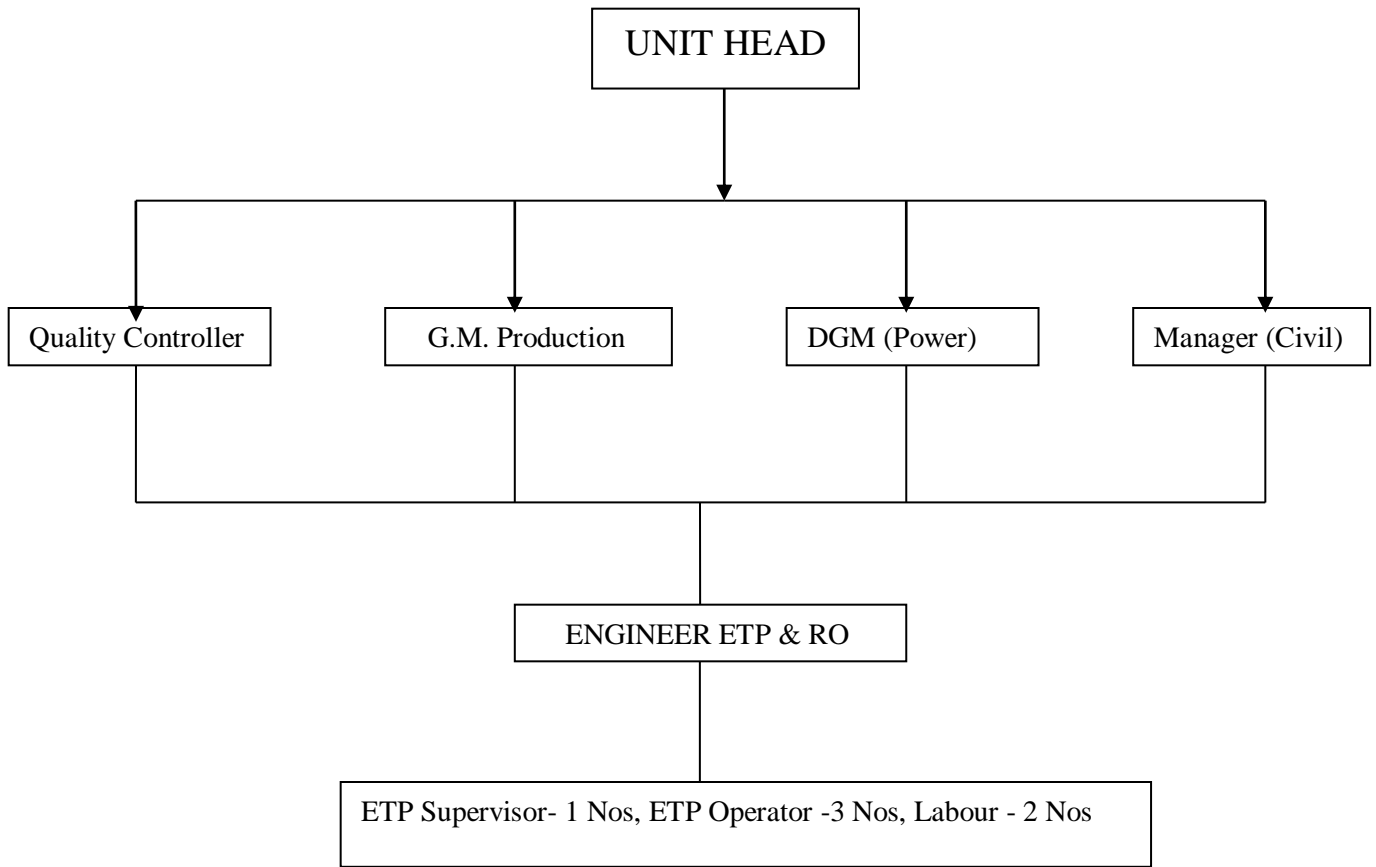 UNIT HEAD
Quality Controller
G.M. Production
DGM (Power)
Manager (Civil)
ENGINEER ETP & RO
ETP Supervisor- 1 Nos, ETP Operator -3 Nos, Labour - 2 Nos